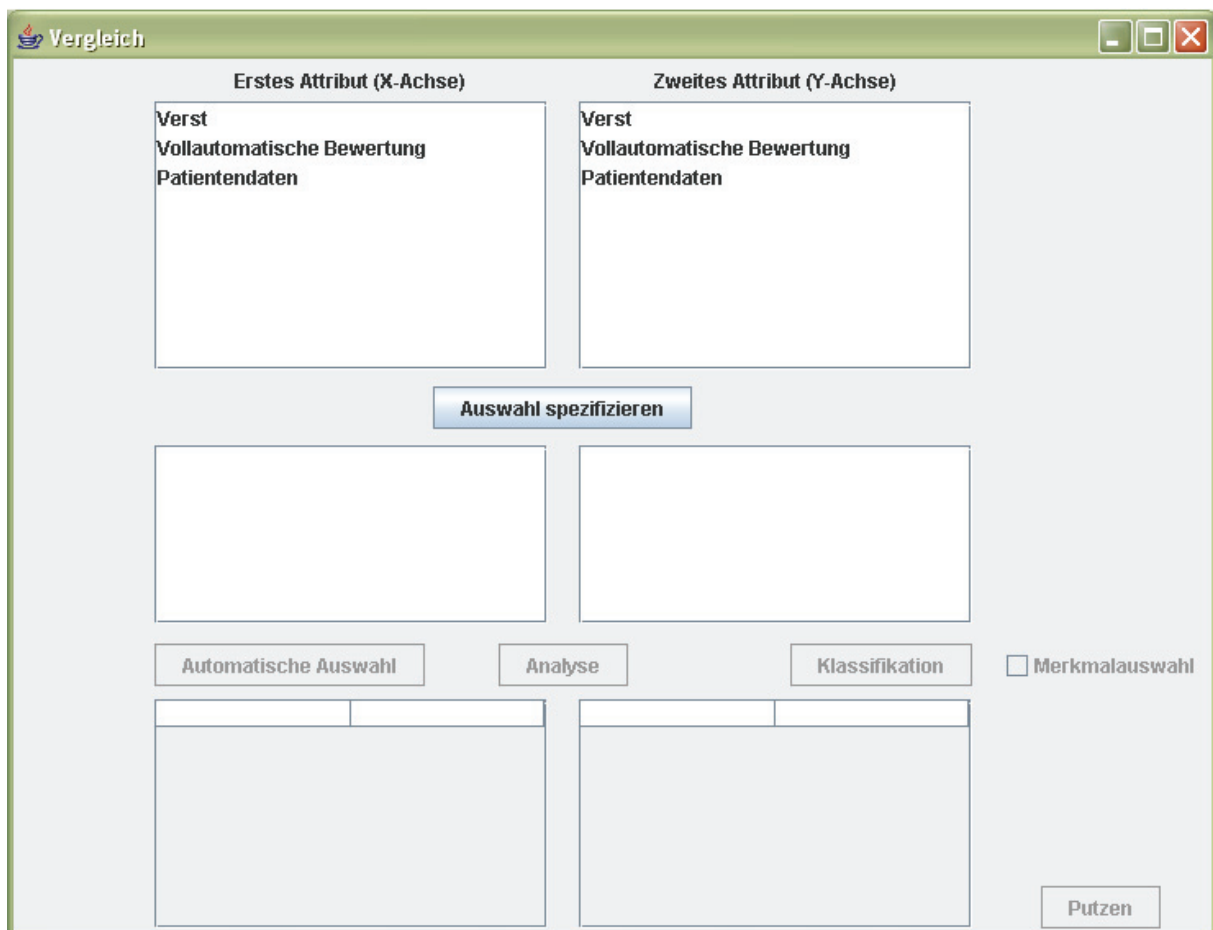 Vergleich
Erstes Attribut (X-Achse) Zweites Attribut (Y-Achse)
Verst
Vollautomatische Bewertung
Patientendaten
Verst
Vollautomatische Bewertung
Patientendaten
Auswahl spezifizieren
Automatische Auswahl Analyse Klassifikation Merkmalauswahl
Putzen